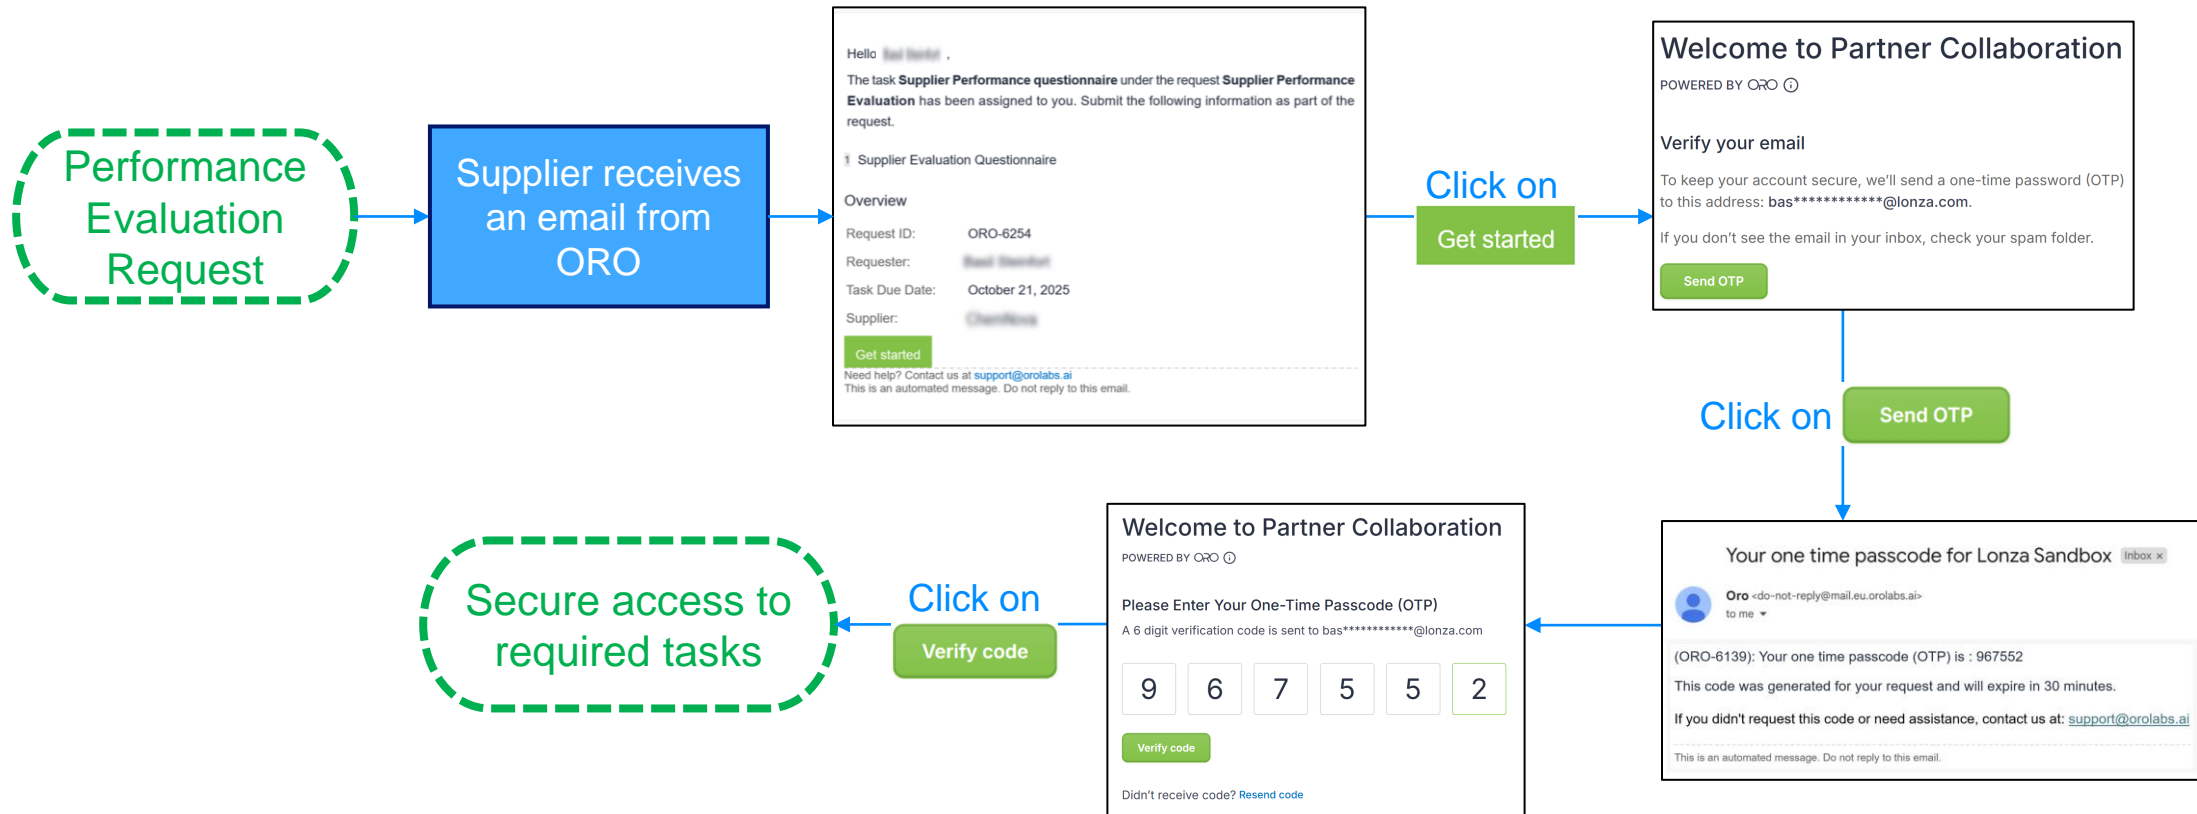 Performance
Evaluation
Request
Supplier receives
an email from
ORO
Hello
,
The task Supplier Performance questionnaire under the request Supplier Performance
Evaluation has been assigned to you. Submit the following information as part of the
request.
1 Supplier Evaluation Questionnaire
Overview
Request ID: ORO-6254
Requester:
Task Due Date: October 21, 2025
Supplier:
Get started
Need help? Contact us at support@orolabs.ai
This is an automated message. Do not reply to this email.
Click on
Get started
Welcome to Partner Collaboration
POWERED BY ORO
Verify your email
To keep your account secure, we'll send a one-time password (OTP)
to this address: bas************@lonza.com.
If you don't see the email in your inbox, check your spam folder.
Send OTP
Click on
Send OTP
Your one time passcode for Lonza Sandbox Inbox ×
Oro <do-not-reply@mail.eu.orolabs.ai>
to me
(ORO-6139): Your one time passcode (OTP) is : 967552
This code was generated for your request and will expire in 30 minutes.
If you didn't request this code or need assistance, contact us at: support@orolabs.ai
This is an automated message. Do not reply to this email.
Welcome to Partner Collaboration
POWERED BY ORO
Please Enter Your One-Time Passcode (OTP)
A 6 digit verification code is sent to bas************@lonza.com
9 6 7 5 5 2
Verify code
Didn't receive code? Resend code
Click on
Verify code
Secure access to
required tasks